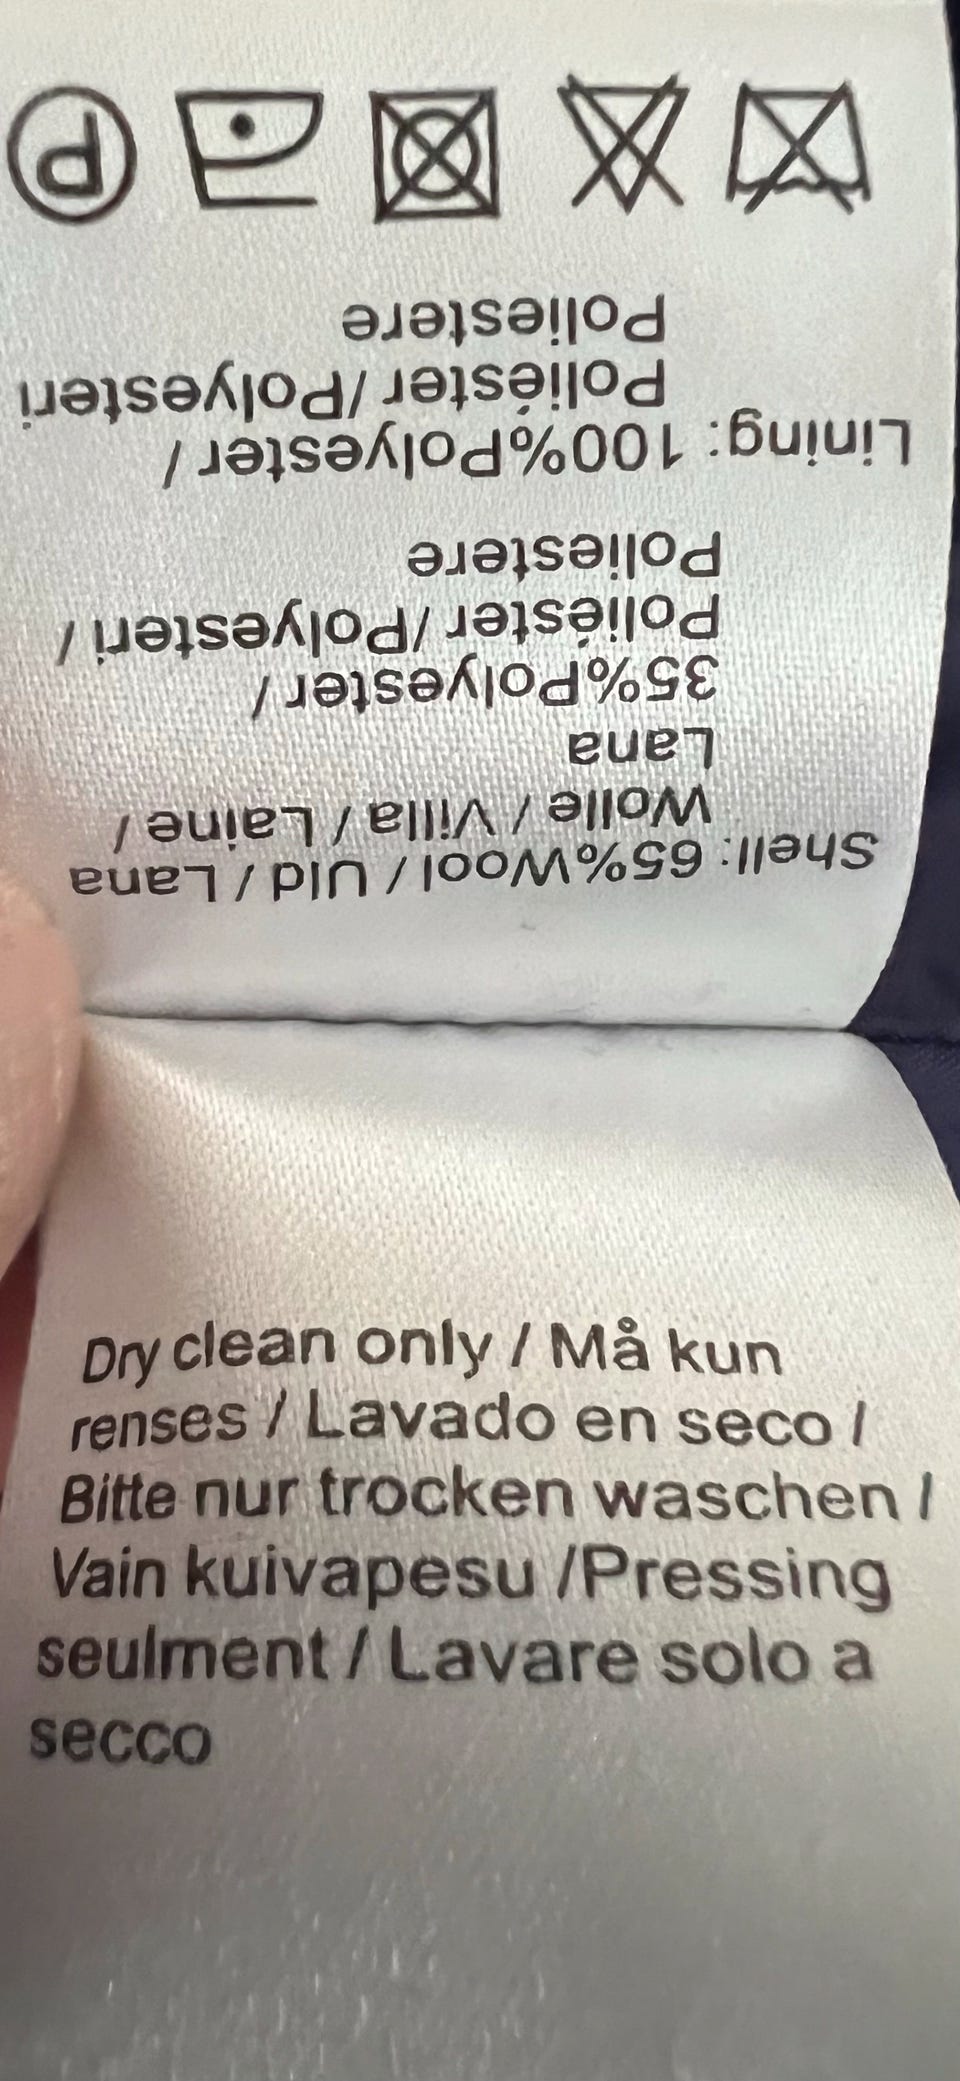 Shell: 65%Wool / Uld / Lana
Wolle / Villa / Laine /
Lana
35%Polyester /
Poliéster /Polyesteri /
Poliestere
Lining: 100%Polyester /
Poliéster /Polyesteri
Poliestere
P
Dry clean only / Må kun
renses / Lavado en seco /
Bitte nur trocken waschen /
Vain kuivapesu /Pressing
seulment / Lavare solo a
secco